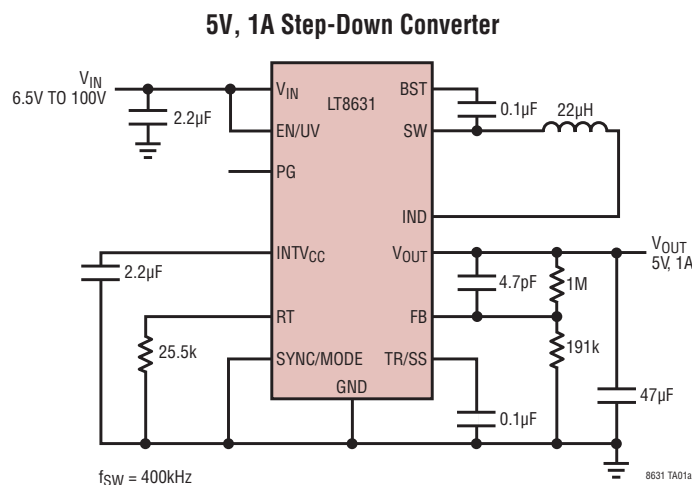 5V, 1A Step-Down Converter
VIN
6.5V TO 100V
2.2µF
VIN
EN/UV
PG
LT8631
BST
SW
0.1µF
22µH
IND
INTVCC
2.2µF
VOUT
VOUT
5V, 1A
4.7pF
1M
RT
FB
25.5k
191k
SYNC/MODE
TR/SS
GND
0.1µF
47µF
fSW = 400kHz
8631 TA01a